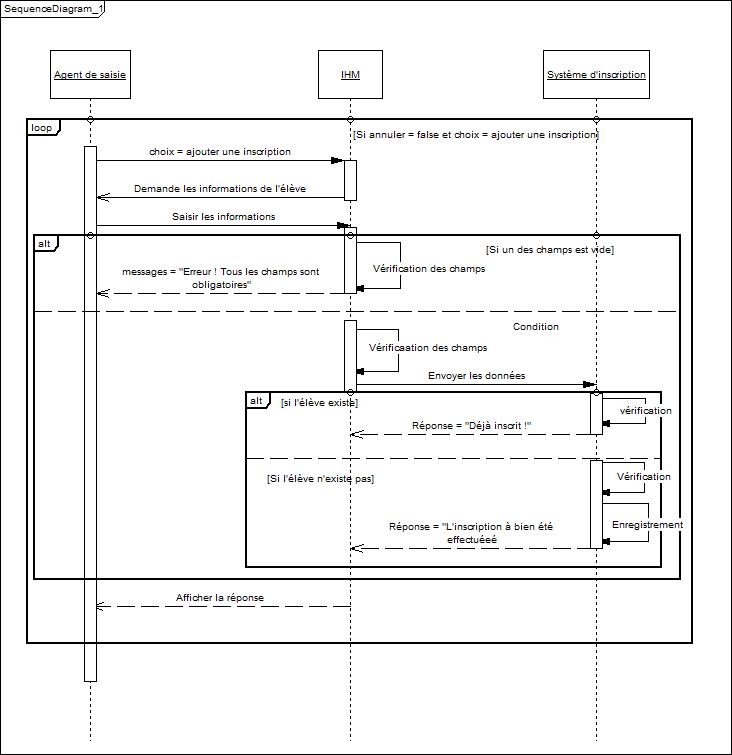 SequenceDiagram_1
Agent de saisie
IHM
Système d'inscription
loop
[Si annuler = false et choix = ajouter une inscription]
choix = ajouter une inscription
Demande les informations de l'élève
Saisir les informations
alt
[Si un des champs est vide]
Vérification des champs
messages = "Erreur ! Tous les champs sont
obligatoires"
Condition
Vérificaation des champs
Envoyer les données
alt
[si l'élève existe]
vérification
Réponse = "Déjà inscrit !"
[Si l'élève n'existe pas]
Vérification
Enregistrement
Réponse = "L'inscription à bien été
effectuéeé
Afficher la réponse